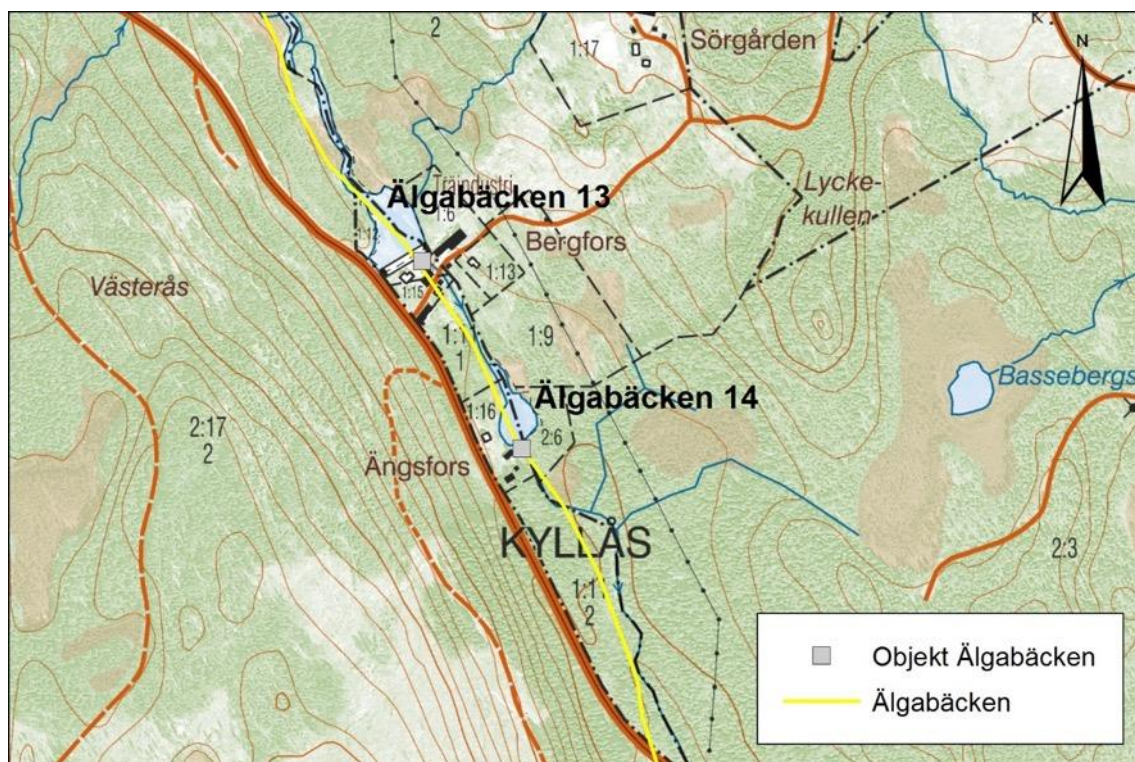 2
1:17
Sörgården
K
N
Träindustri
Älgabäcken 13
1:6
Lycke-
kullen
1:12
Bergfors
1:13
Västerås
1:15
1:9
1:1
1
Bassebergs
Älgabäcken 14
1:16
2:17
2
2:6
Ängsfors
KYLLÅS
2:3
1:11
2
Objekt Älgabäcken
Älgabäcken